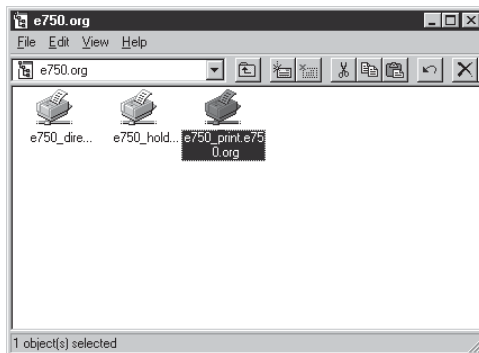 e750.org
File Edit View Help
e750.org
e750_dire... e750_hold... e750_print.e75
0.org
1 object(s) selected